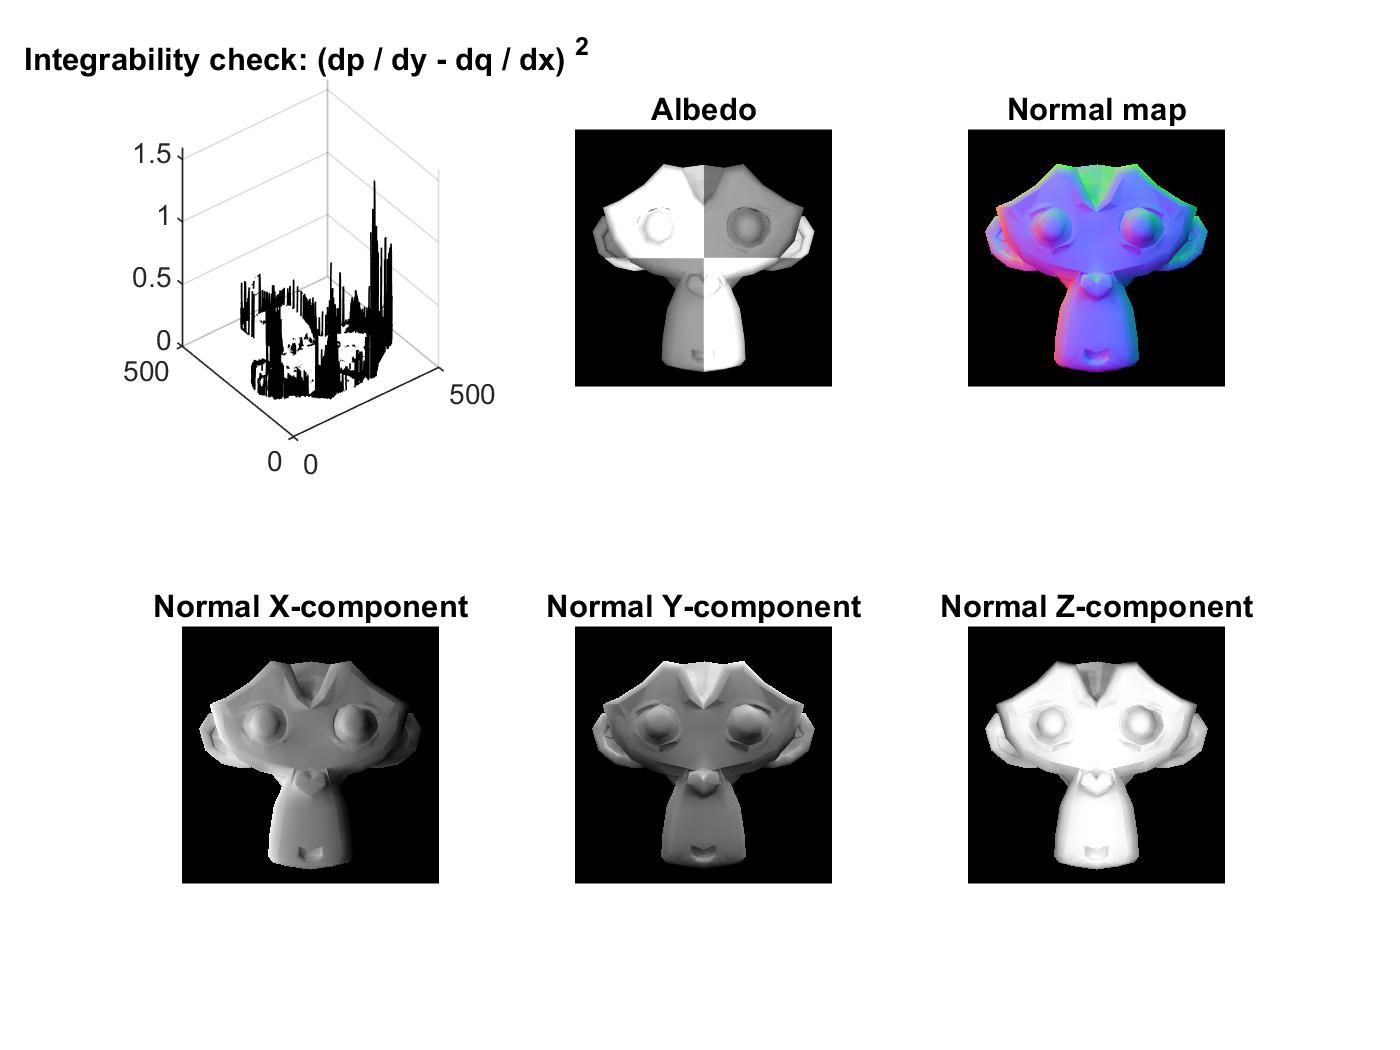 Integrability check: (dp / dy - dq / dx) 2
Albedo
Normal map
1.5
1
0.5
0
500
500
0
0
Normal X-component
Normal Y-component
Normal Z-component